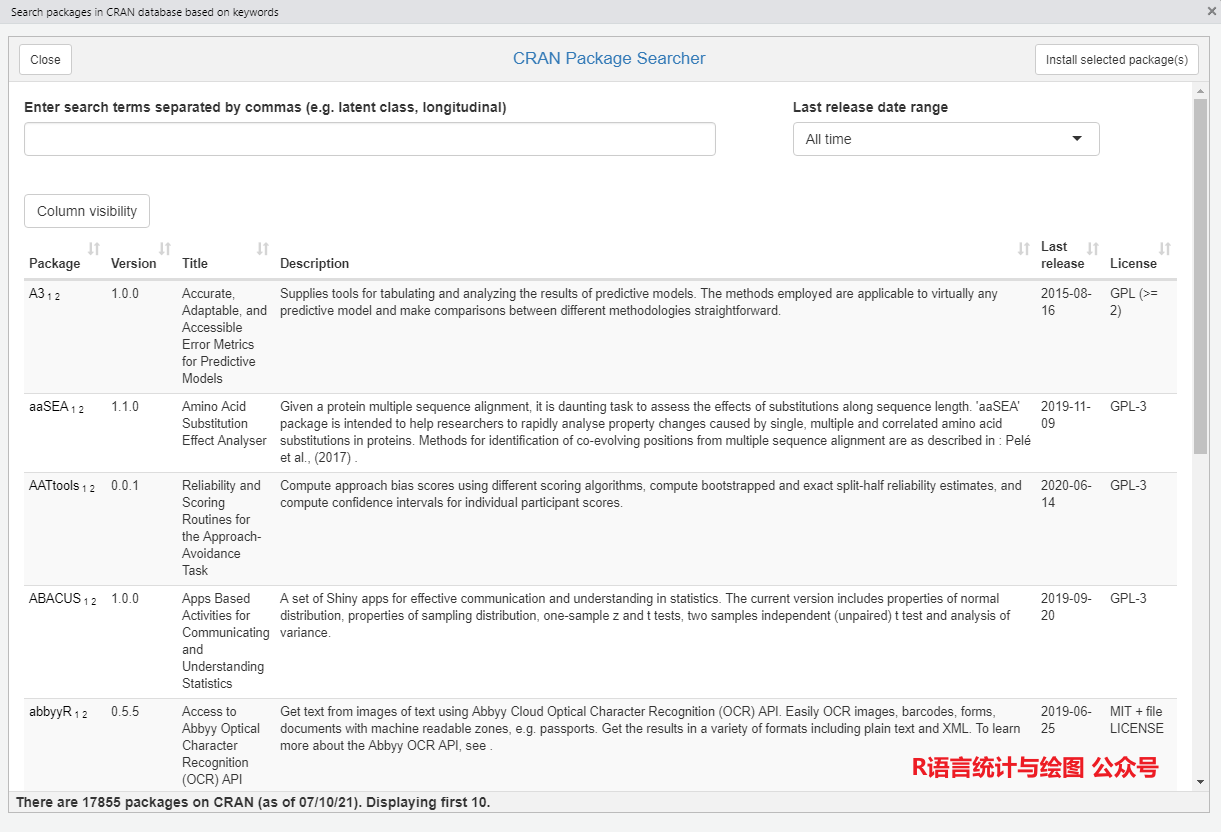 Search packages in CRAN database based on keywords
Close
CRAN Package Searcher
Install selected package(s)
Enter search terms separated by commas (e.g. latent class, longitudinal)
Last release date range
All time
Column visibility
Package
Version
Title
Description
Last
release
License
A3 1 2
1.0.0
Accurate,
Adaptable, and
Accessible
Error Metrics
for Predictive
Models
Supplies tools for tabulating and analyzing the results of predictive models. The methods employed are applicable to virtually any
predictive model and make comparisons between different methodologies straightforward.
2015-08-
16
GPL (>=
2)
aaSEA 1 2
1.1.0
Amino Acid
Substitution
Effect Analyser
Given a protein multiple sequence alignment, it is daunting task to assess the effects of substitutions along sequence length. 'aaSEA'
package is intended to help researchers to rapidly analyse property changes caused by single, multiple and correlated amino acid
substitutions in proteins. Methods for identification of co-evolving positions from multiple sequence alignment are as described in : Pelé
et al., (2017) .
2019-11-
09
GPL-3
AATtools 1 2
0.0.1
Reliability and
Scoring
Routines for
the Approach-
Avoidance
Task
Compute approach bias scores using different scoring algorithms, compute bootstrapped and exact split-half reliability estimates, and
compute confidence intervals for individual participant scores.
2020-06-
14
GPL-3
ABACUS 1 2
1.0.0
Apps Based
Activities for
Communicating
and
Understanding
Statistics
A set of Shiny apps for effective communication and understanding in statistics. The current version includes properties of normal
distribution, properties of sampling distribution, one-sample z and t tests, two samples independent (unpaired) t test and analysis of
variance.
2019-09-
20
GPL-3
abbyyR 1 2
0.5.5
Access to
Abbyy Optical
Character
Recognition
(OCR) API
Get text from images of text using Abbyy Cloud Optical Character Recognition (OCR) API. Easily OCR images, barcodes, forms,
documents with machine readable zones, e.g. passports. Get the results in a variety of formats including plain text and XML. To learn
more about the Abbyy OCR API, see .
2019-06-
25
MIT + file
LICENSE
R语言统计与绘图 公众号
There are 17855 packages on CRAN (as of 07/10/21). Displaying first 10.